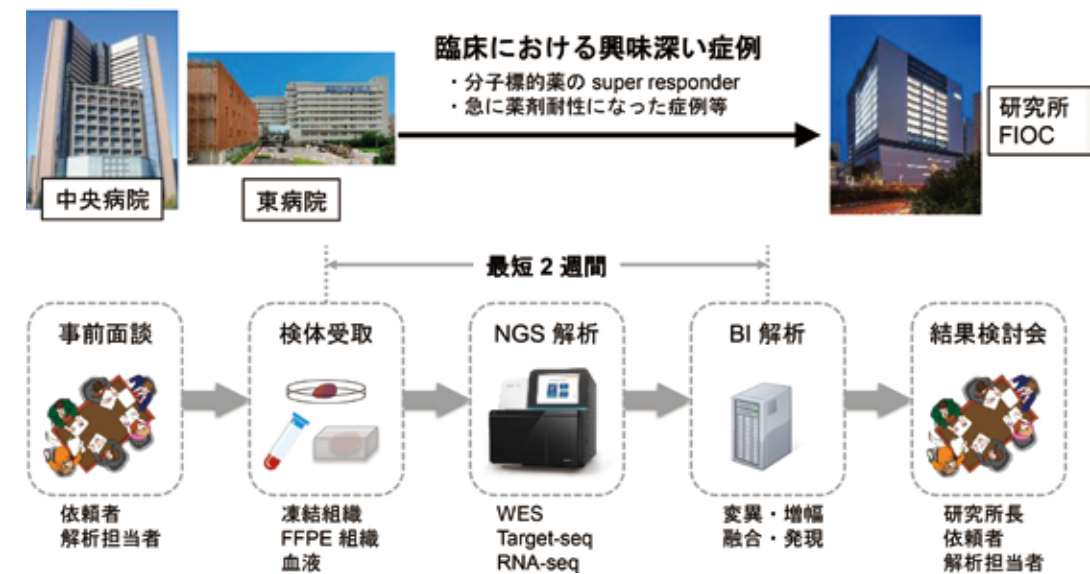 臨床における興味深い症例
・分子標的薬の super responder
・急に薬剤耐性になった症例等
中央病院
東病院
研究所
FIOC
最短 2 週間
事前面談
検体受取
NGS 解析
BI 解析
結果検討会
依頼者
解析担当者
凍結組織
FFPE 組織
血液
WES
Target-seq
RNA-seq
変異・増幅
融合・発現
研究所長
依頼者
解析担当者